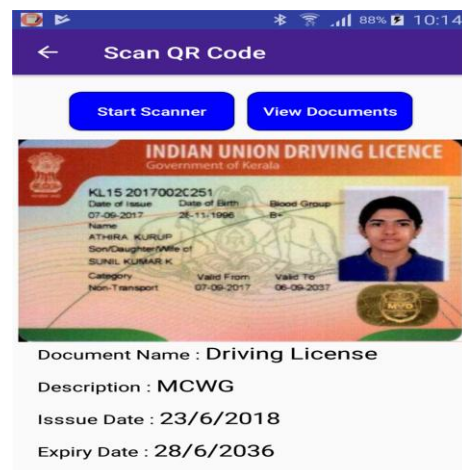 88% 10:14
Scan QR Code
Start Scanner View Documents
INDIAN UNION DRIVING LICENCE
Government of Kerala
KL15 2017002C251
Date of Issue Date of Birth Blood Group
07-09-2017 28-11-1996 B+
Name
ATHIRA KURUP
Son/Daughter/Wife of
SUNIL KUMAR K
Category Valid From Valid To
Non-Transport 07-09-2017 06-09-2037
MVD
Document Name : Driving License
Description : MCWG
Isssue Date : 23/6/2018
Expiry Date : 28/6/2036